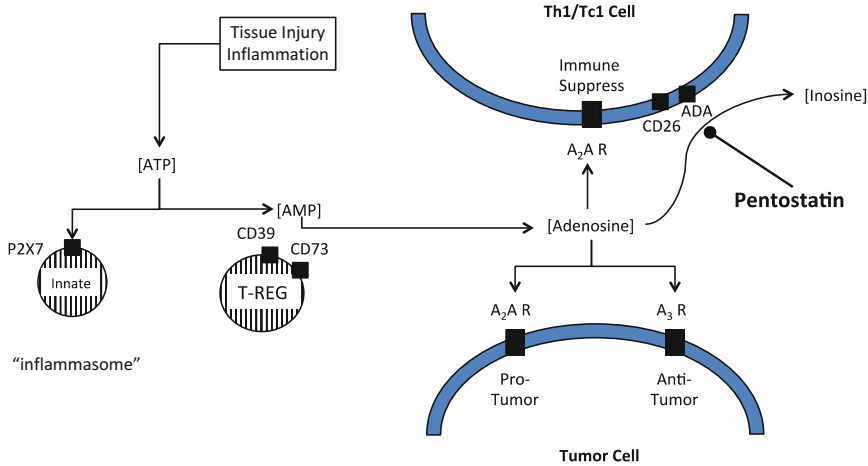 Th1/Tc1 Cell
Tissue Injury
Inflammation
Immune
Suppress
ADA
CD26
[Inosine]
A₂A R
[ATP]
Pentostatin
[AMP]
[Adenosine]
P2X7
CD39
CD73
Innate
T-REG
A₂A R
A₃ R
“inflammasome”
Pro-
Tumor
Anti-
Tumor
Tumor Cell